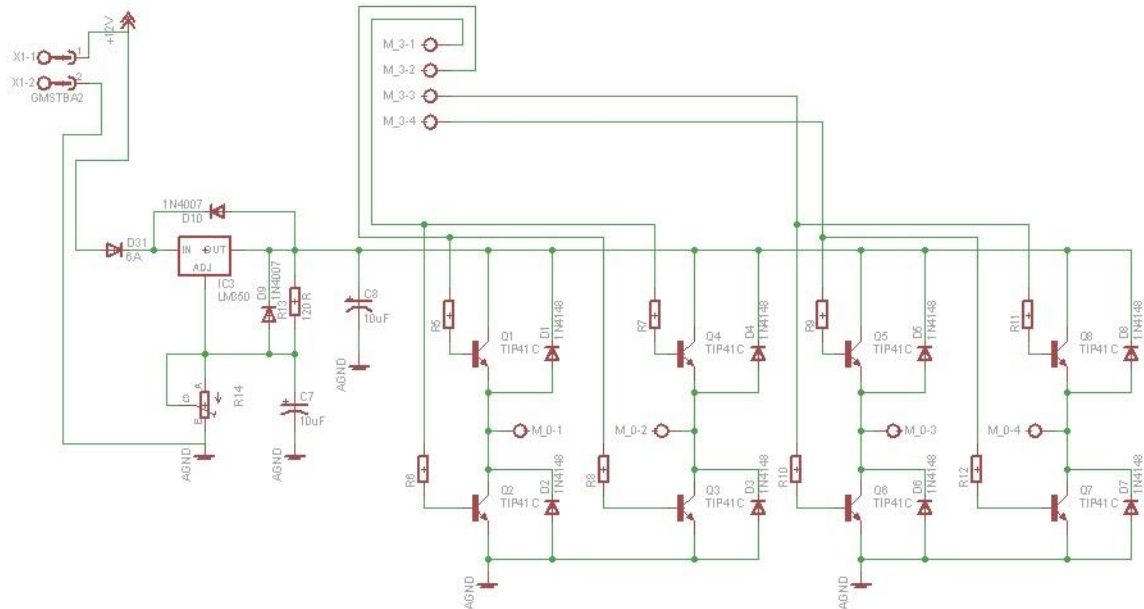 +12V
X1-1
1
X1-2
2
GMSTBA2
M_3-1
M_3-2
M_3-3
M_3-4
1N4007
D10
D31
6A
IN
OUT
ADJ
IC3
LM350
D9
1N4007
R13
120R
C8
10uF
AGND
S
A
E
R14
C7
10uF
AGND
AGND
R5
Q1
TIP41C
D1
1N4148
R7
Q4
TIP41C
D4
1N4148
R9
Q5
TIP41C
D5
1N4148
R11
Q8
TIP41C
D8
1N4148
M_0-1
M_0-2
M_0-3
M_0-4
R6
Q2
TIP41C
D2
1N4148
R8
Q3
TIP41C
D3
1N4148
R10
Q6
TIP41C
D6
1N4148
R12
Q7
TIP41C
D7
1N4148
AGND
AGND